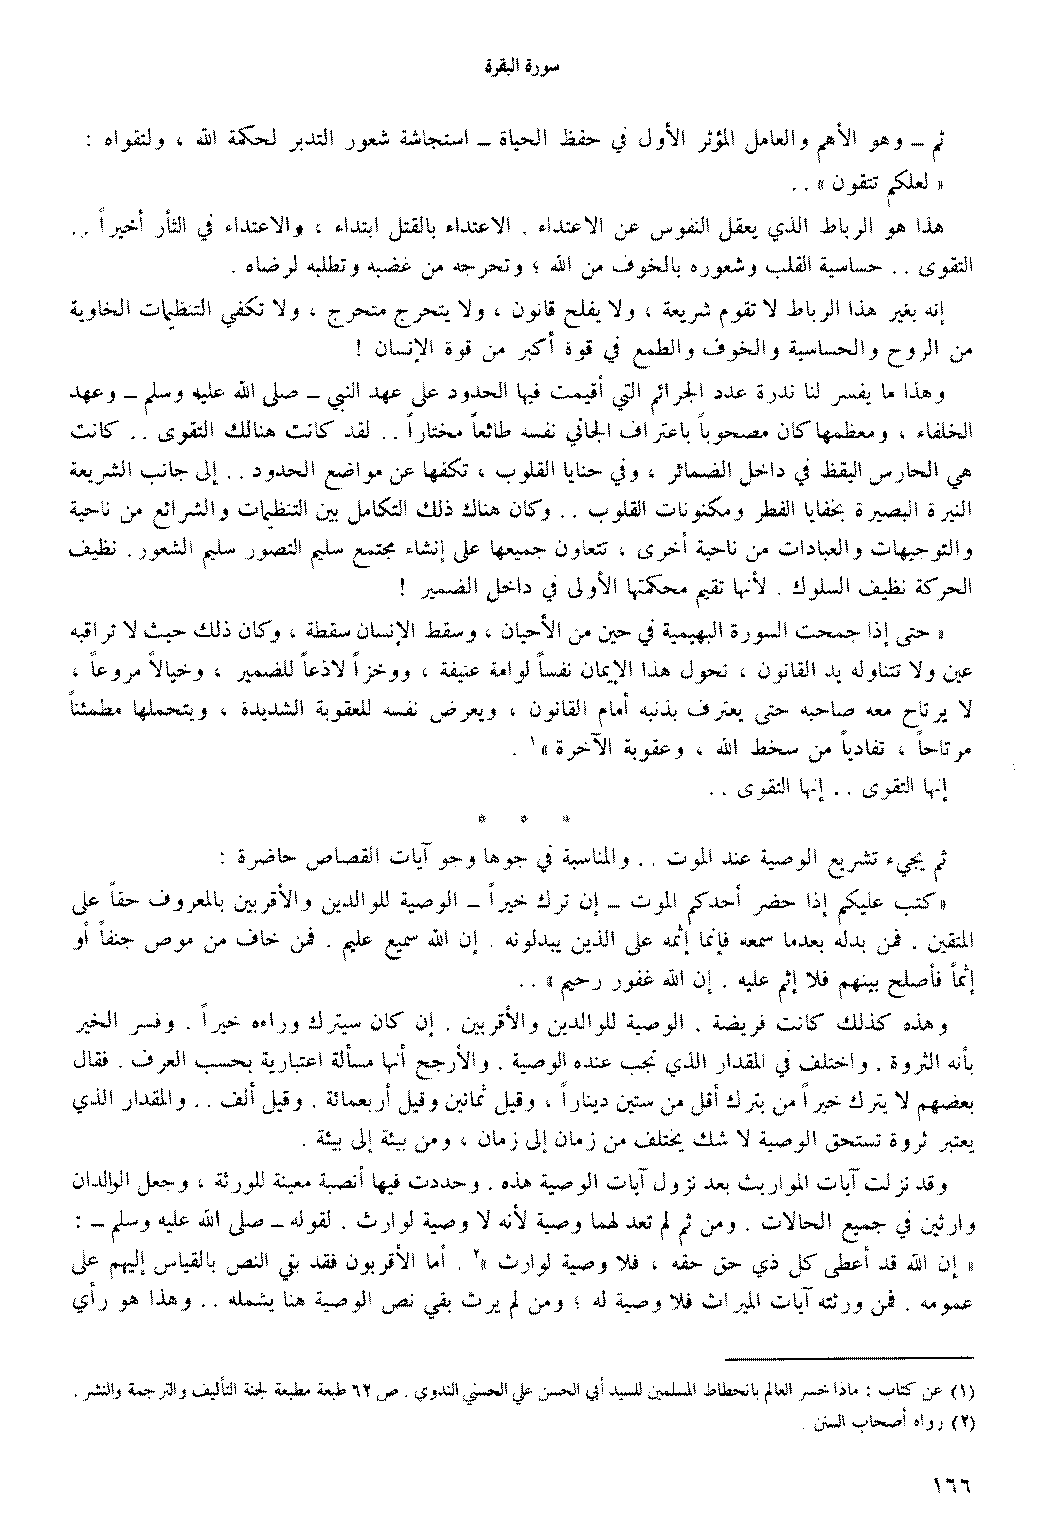 سورة البقرة
ثم ــ وهو الأهم والعامل المؤثر الأول في حفظ الحياة ــ استجاشة شعور التدبر لحكمة الله ، ولتقواه :
« لعلكم تتقون » . .
هذا هو الرباط الذي يعقل النفوس عن الاعتداء . الاعتداء بالقتل ابتداء ، والاعتداء في الثأر أخيراً . .
التقوى . . حساسية القلب وشعوره بالخوف من الله ؛ وتحرجه من غضبه وتطلبه لرضاه .
إنه بغير هذا الرباط لا تقوم شريعة ، ولا يفلح قانون ، ولا يتحرج متحرج ، ولا تكفي التنظيمات الخاوية
من الروح والحساسية والخوف والطمع في قوة أكبر من قوة الإنسان !
وهذا ما يفسر لنا ندرة عدد الجرائم التي أقيمت فيها الحدود على عهد النبي ــ صلى الله عليه وسلم ــ وعهد
الخلفاء ، ومعظمها كان مصحوباً باعتراف الجاني نفسه طائعاً مختاراً . . لقد كانت هنالك التقوى . . كانت
هي الحارس اليقظ في داخل الضمائر ، وفي حنايا القلوب ، تكفها عن مواضع الحدود . . إلى جانب الشريعة
النيرة البصيرة بخفايا الفطر ومكنونات القلوب . . وكان هناك ذلك التكامل بين التنظيمات والشرائع من ناحية
والتوجيهات والعبادات من ناحية أخرى ، تتعاون جميعها على إنشاء مجتمع سليم التصور سليم الشعور . نظيف
الحركة نظيف السلوك . لأنها تقيم محكمتها الأولى في داخل الضمير !
« حتى إذا جمحت السورة البهيمية في حين من الأحيان ، وسقط الإنسان سقطة ، وكان ذلك حيث لا تراقبه
عين ولا تتناوله يد القانون ، تحول هذا الإيمان نفساً لوامة عنيفة ، ووخزاً لاذعاً للضمير ، وخيالاً مروعاً ،
لا يرتاح معه صاحبه حتى يعترف بذنبه أمام القانون ، ويعرض نفسه للعقوبة الشديدة ، ويتحملها مطمئناً
مرتاحاً ، تفادياً من سخط الله ، وعقوبة الآخرة »١ .
إنها التقوى . . إنها التقوى . .
* * *
ثم يجيء تشريع الوصية عند الموت . . والمناسبة في جوها وجو آيات القصاص حاضرة :
« كتب عليكم إذا حضر أحدكم الموت ــ إن ترك خيراً ــ الوصية للوالدين والأقربين بالمعروف حقاً على
المتقين . فمن بدله بعدما سمعه فإنما إثمه على الذين يبدلونه . إن الله سميع عليم . فمن خاف من موص جنفاً أو
إثماً فأصلح بينهم فلا إثم عليه . إن الله غفور رحيم » . .
وهذه كذلك كانت فريضة . الوصية للوالدين والأقربين . إن كان سيترك وراءه خيراً . وفسر الخير
بأنه الثروة . واختلف في المقدار الذي تجب عنده الوصية . والأرجح أنها مسألة اعتبارية بحسب العرف . فقال
بعضهم لا يترك خيراً من يترك أقل من ستين ديناراً ، وقيل ثمانين وقيل أربعمائة . وقيل ألف . . والمقدار الذي
يعتبر ثروة تستحق الوصية لا شك يختلف من زمان إلى زمان ، ومن بيئة إلى بيئة .
وقد نزلت آيات المواريث بعد نزول آيات الوصية هذه . وحددت فيها أنصبة معينة للورثة ، وجعل الوالدان
وارثين في جميع الحالات . ومن ثم لم تعد لهما وصية لأنه لا وصية لوارث . لقوله ــ صلى الله عليه وسلم ــ :
« إن الله قد أعطى كل ذي حق حقه ، فلا وصية لوارث »٢ . أما الأقربون فقد بقي النص بالقياس إليهم على
عمومه . فمن ورثته آيات الميراث فلا وصية له ؛ ومن لم يرث بقي نص الوصية هنا يشمله . . وهذا هو رأي
(١) عن كتاب : ماذا خسر العالم بانحطاط المسلمين للسيد أبي الحسن علي الحسني الندوي . ص ٦٢ طبعة مطبعة لجنة التأليف والترجمة والنشر .
(٢) رواه أصحاب السنن .
١٦٦